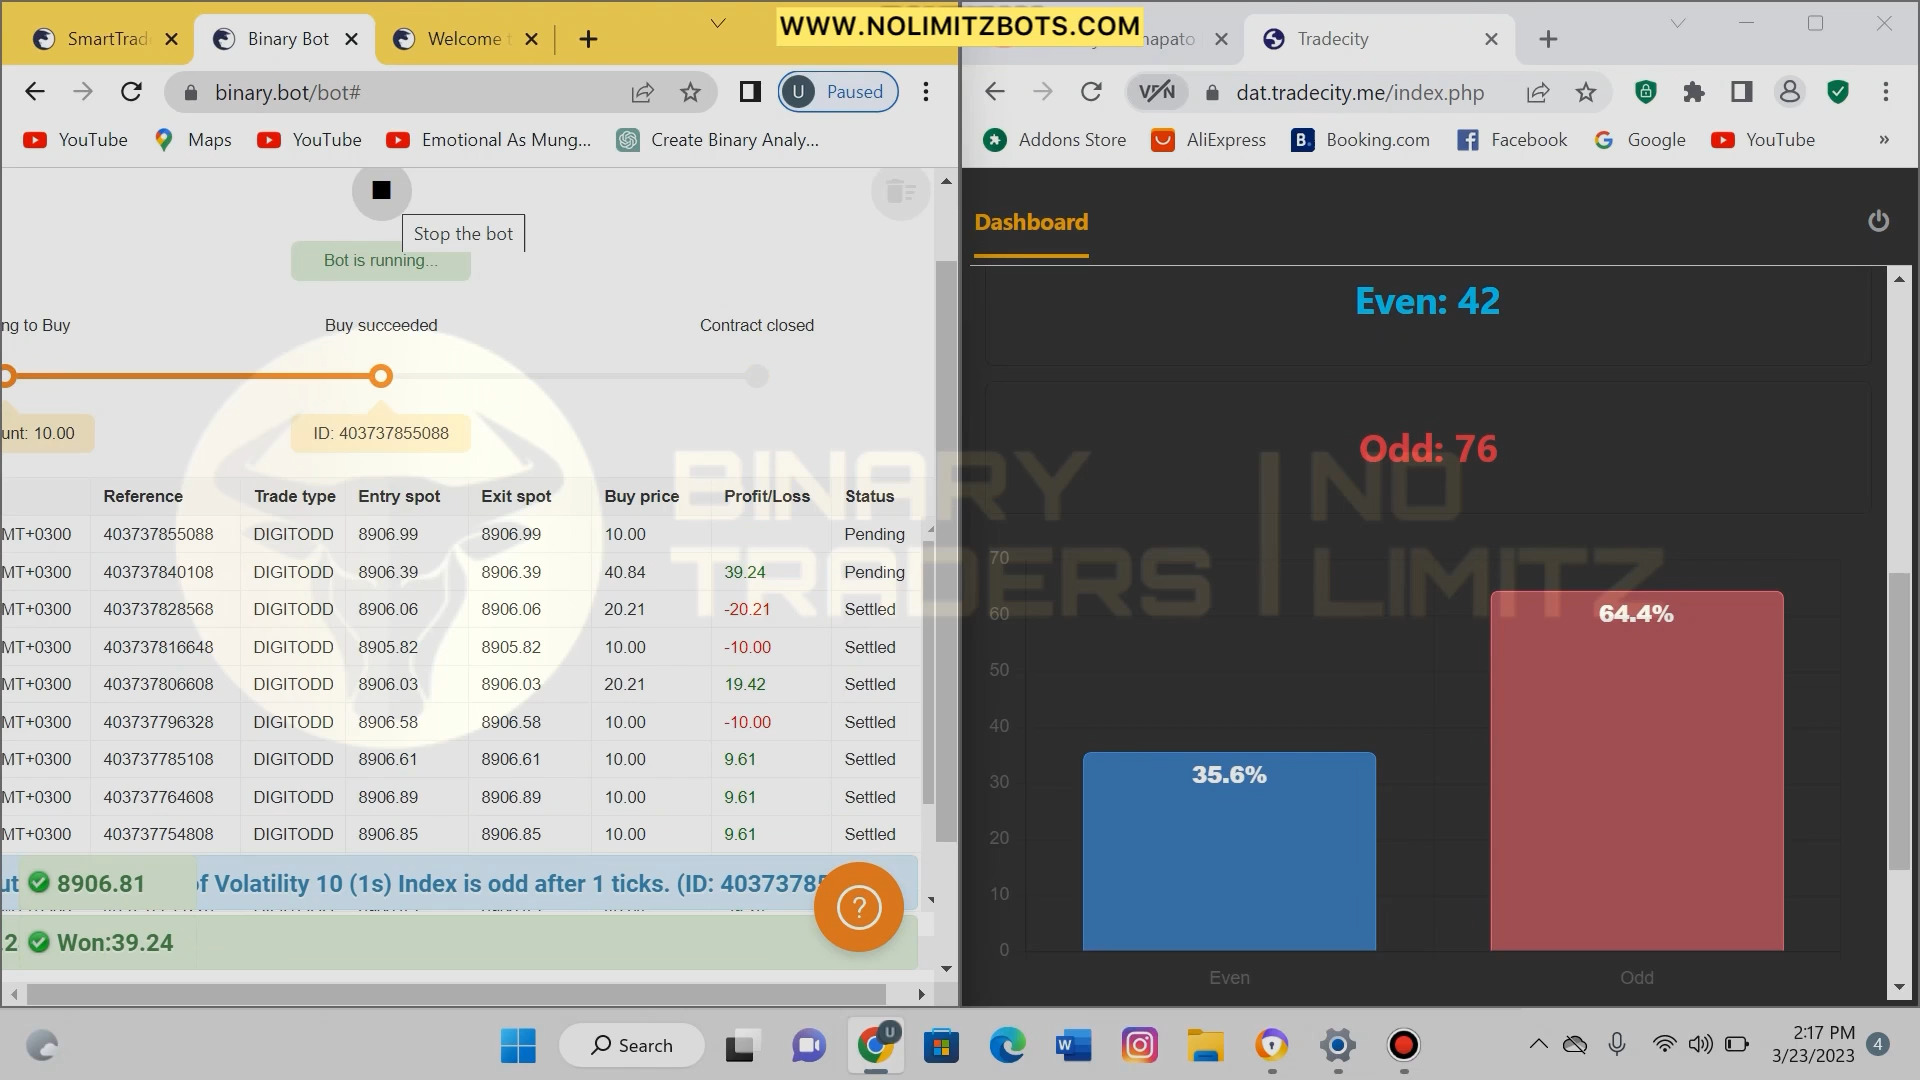 WWW.NOLIMITZBOTS.COM
SmartTrad
Binary Bot
Welcome t
napato
Tradecity
binary.bot/bot#
U
Paused
VPN
dat.tradecity.me/index.php
YouTube
Maps
YouTube
Emotional As Mung...
Create Binary Analy...
Addons Store
AliExpress
B.
Booking.com
Facebook
Google
YouTube
»
Stop the bot
Bot is running...
ng to Buy
Buy succeeded
Contract closed
unt: 10.00
ID: 403737855088
Reference Trade type Entry spot Exit spot Buy price Profit/Loss Status
MT+0300 403737855088 DIGITODD 8906.99 8906.99 10.00 Pending
MT+0300 403737840108 DIGITODD 8906.39 8906.39 40.84 39.24 Pending
MT+0300 403737828568 DIGITODD 8906.06 8906.06 20.21 -20.21 Settled
MT+0300 403737816648 DIGITODD 8905.82 8905.82 10.00 -10.00 Settled
MT+0300 403737806608 DIGITODD 8906.03 8906.03 20.21 19.42 Settled
MT+0300 403737796328 DIGITODD 8906.58 8906.58 10.00 -10.00 Settled
MT+0300 403737785108 DIGITODD 8906.61 8906.61 10.00 9.61 Settled
MT+0300 403737764608 DIGITODD 8906.89 8906.89 10.00 9.61 Settled
MT+0300 403737754808 DIGITODD 8906.85 8906.85 10.00 9.61 Settled
ut 8906.81 of Volatility 10 (1s) Index is odd after 1 ticks. (ID: 40373785
.2 Won:39.24
?
BINARY
TRADERS
NO
LIMITZ
Dashboard
Even: 42
Odd: 76
70
60
50
40
30
20
10
0
35.6%
64.4%
Even
Odd
Search
U
2:17 PM
3/23/2023
4